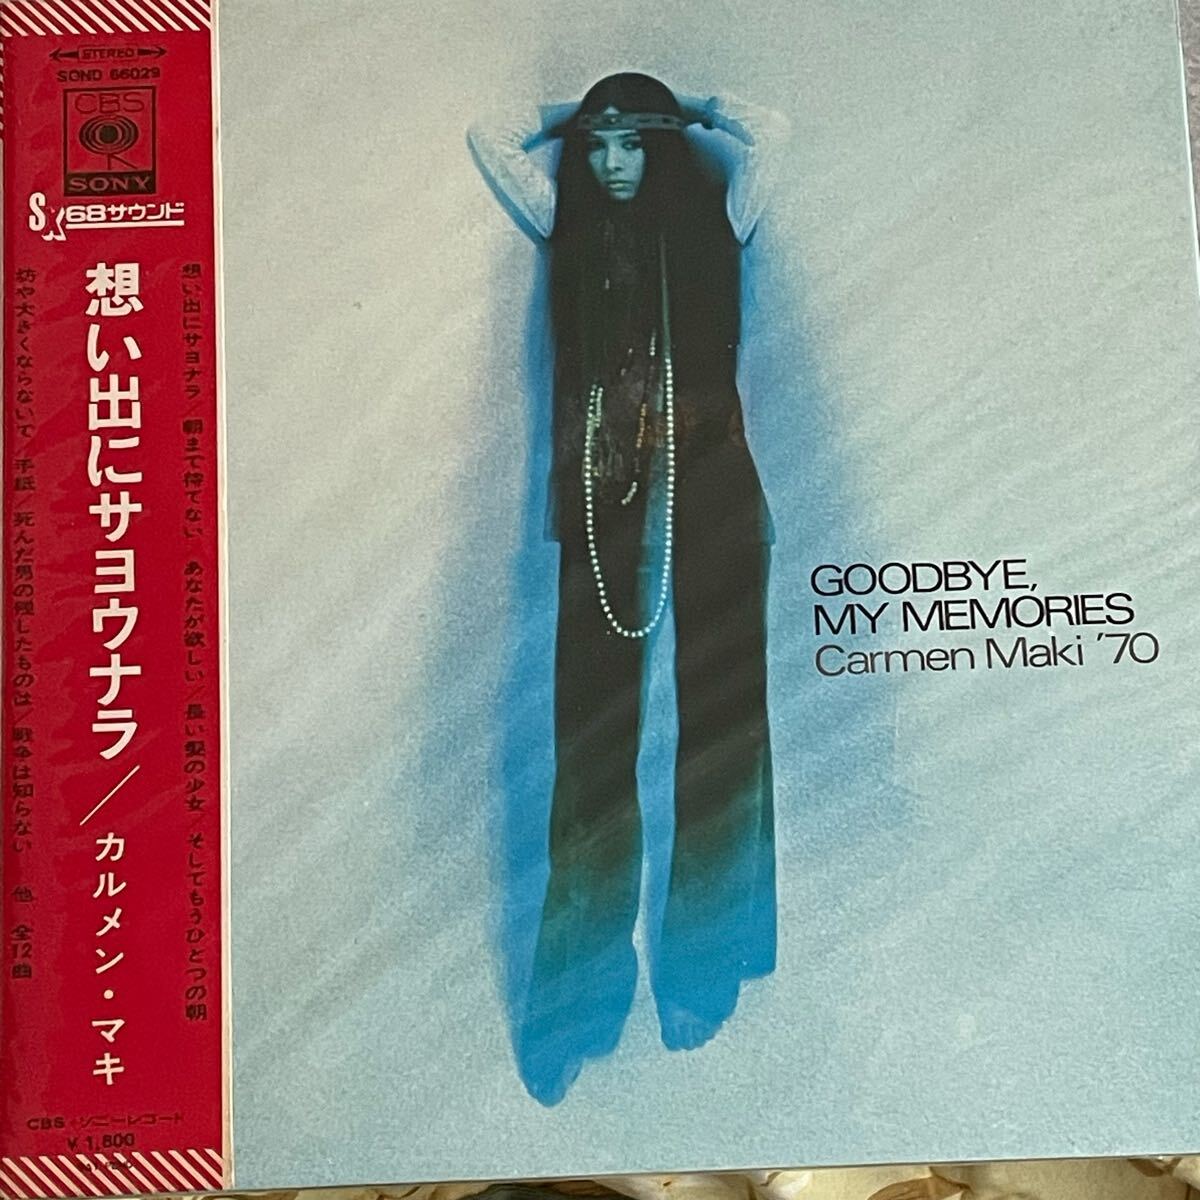 STEREO
SOND 66029
CBS
SONY
SX68サウンド
想い出にサヨウナラ/カルメン・マキ
想い出にサヨナラ/朝まで待てない あなたが欲しい/長い髪の少女/そしてもうひとつの朝
坊や大きくならないで/手紙/死んだ男の残したものは/戦争は知らない 他 全12曲
CBS・ソニーレコード
¥1,800
GOODBYE,
MY MEMORIES
Carmen Maki '70